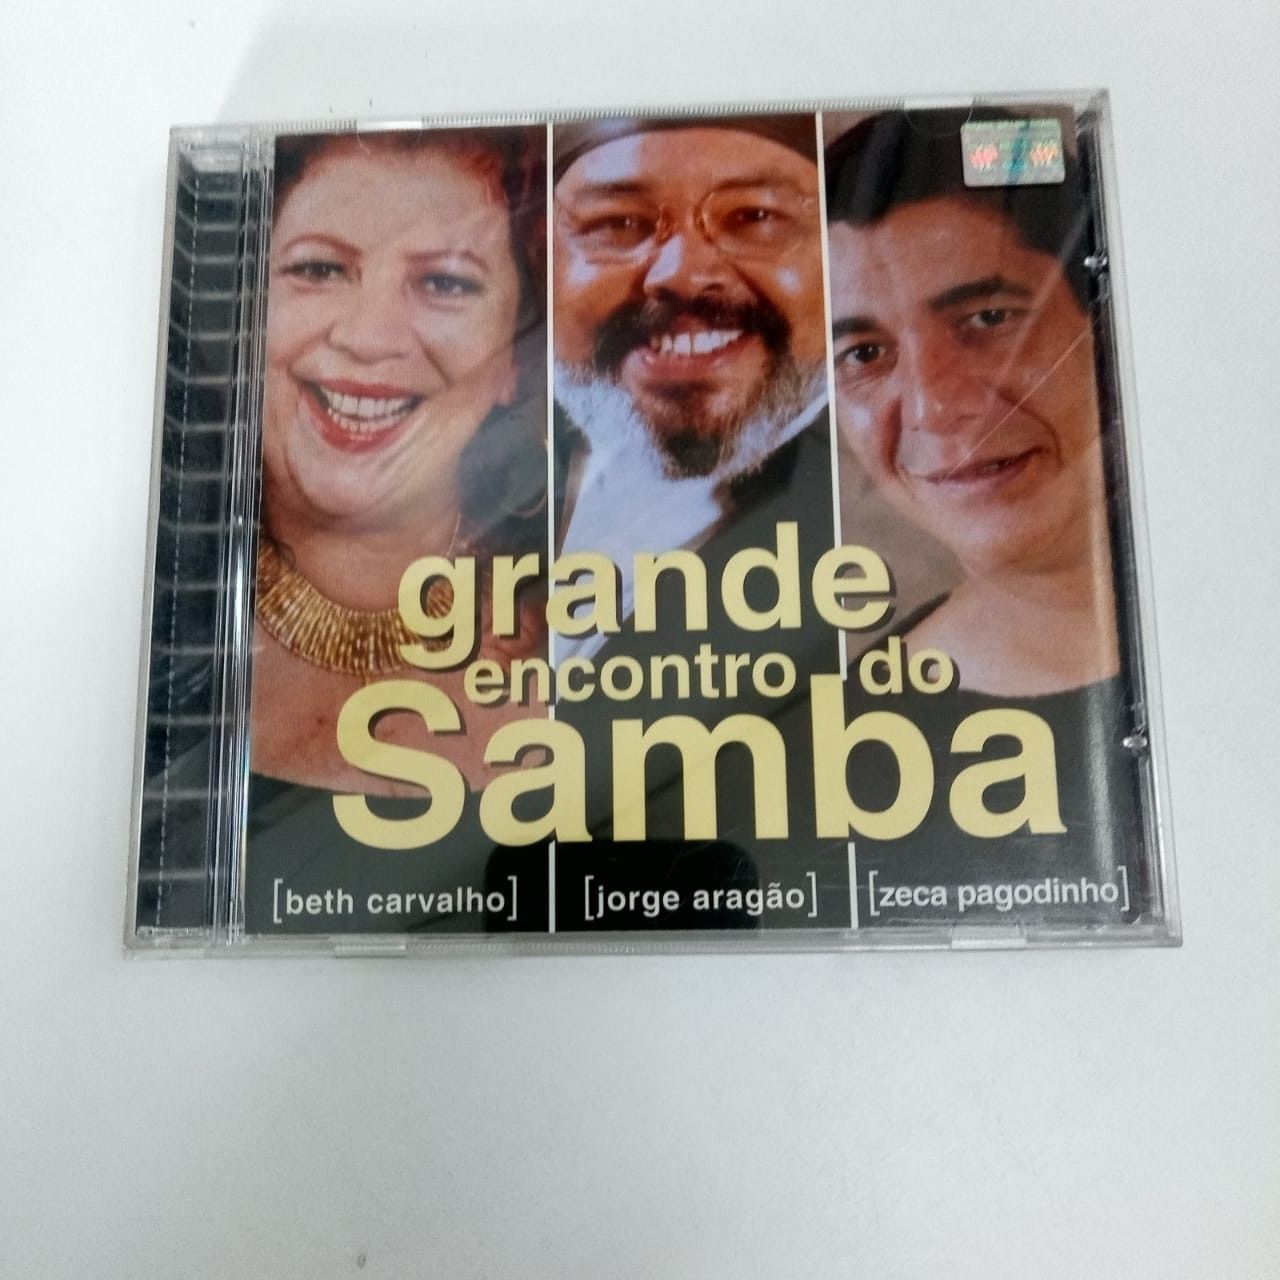 grande
encontro do
Samba
[beth carvalho] [jorge aragão] [zeca pagodinho]